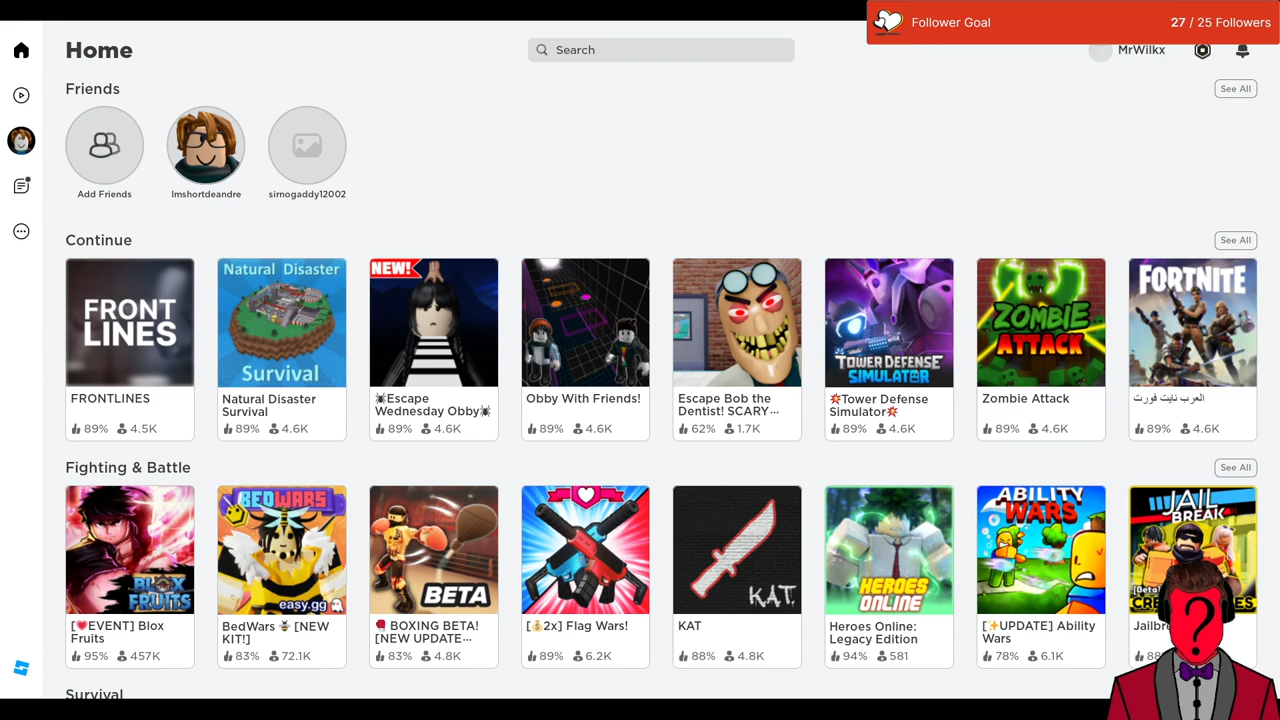 Follower Goal 27 / 25 Followers
Home
Search
MrWilkx
Friends
See All
Add Friends
lmshortdeandre
sirnogaddy12002
Continue
See All
FRONT
LINES
Natural Disaster
Survival
NEW!
TOWER DEFENSE
SIMULATOR
ZOMBIE
ATTACK
FORTNITE
FRONTLINES
89% 4.5K
Natural Disaster
Survival
89% 4.6K
🕷Escape
Wednesday Obby🕷
89% 4.6K
Obby With Friends!
89% 4.6K
Escape Bob the
Dentist! SCARY...
62% 1.7K
💥Tower Defense
Simulator💥
89% 4.6K
Zombie Attack
89% 4.6K
العرب نايت فورت
89% 4.6K
Fighting & Battle
See All
BLOX
FRUITS
BEDWARS
easy.gg
BETA
KAT.
HEROES
ONLINE
ABILITY
WARS
JAIL
BREAK
[❤️EVENT] Blox
Fruits
95% 457K
BedWars 🐝 [NEW
KIT!]
83% 72.1K
🥊 BOXING BETA!
[NEW UPDATE...
83% 4.8K
[💰2x] Flag Wars!
89% 6.2K
KAT
88% 4.8K
Heroes Online:
Legacy Edition
94% 581
[✨UPDATE] Ability
Wars
78% 6.1K
?
Survival